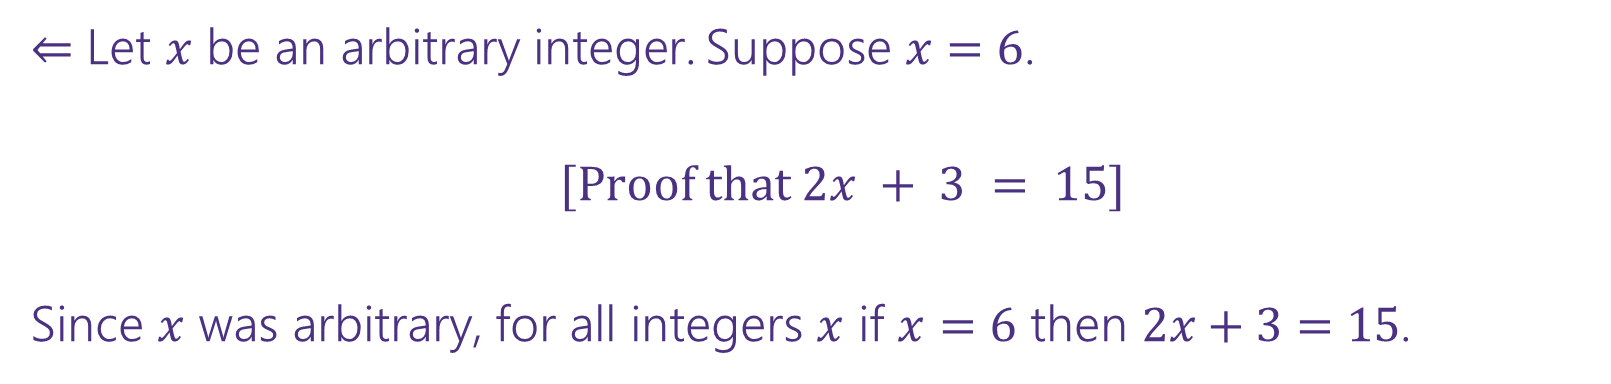 ⇐ Let 𝑥 be an arbitrary integer. Suppose 𝑥 = 6.
[Proof that 2𝑥 + 3 = 15]
Since 𝑥 was arbitrary, for all integers 𝑥 if 𝑥 = 6 then 2𝑥 + 3 = 15.